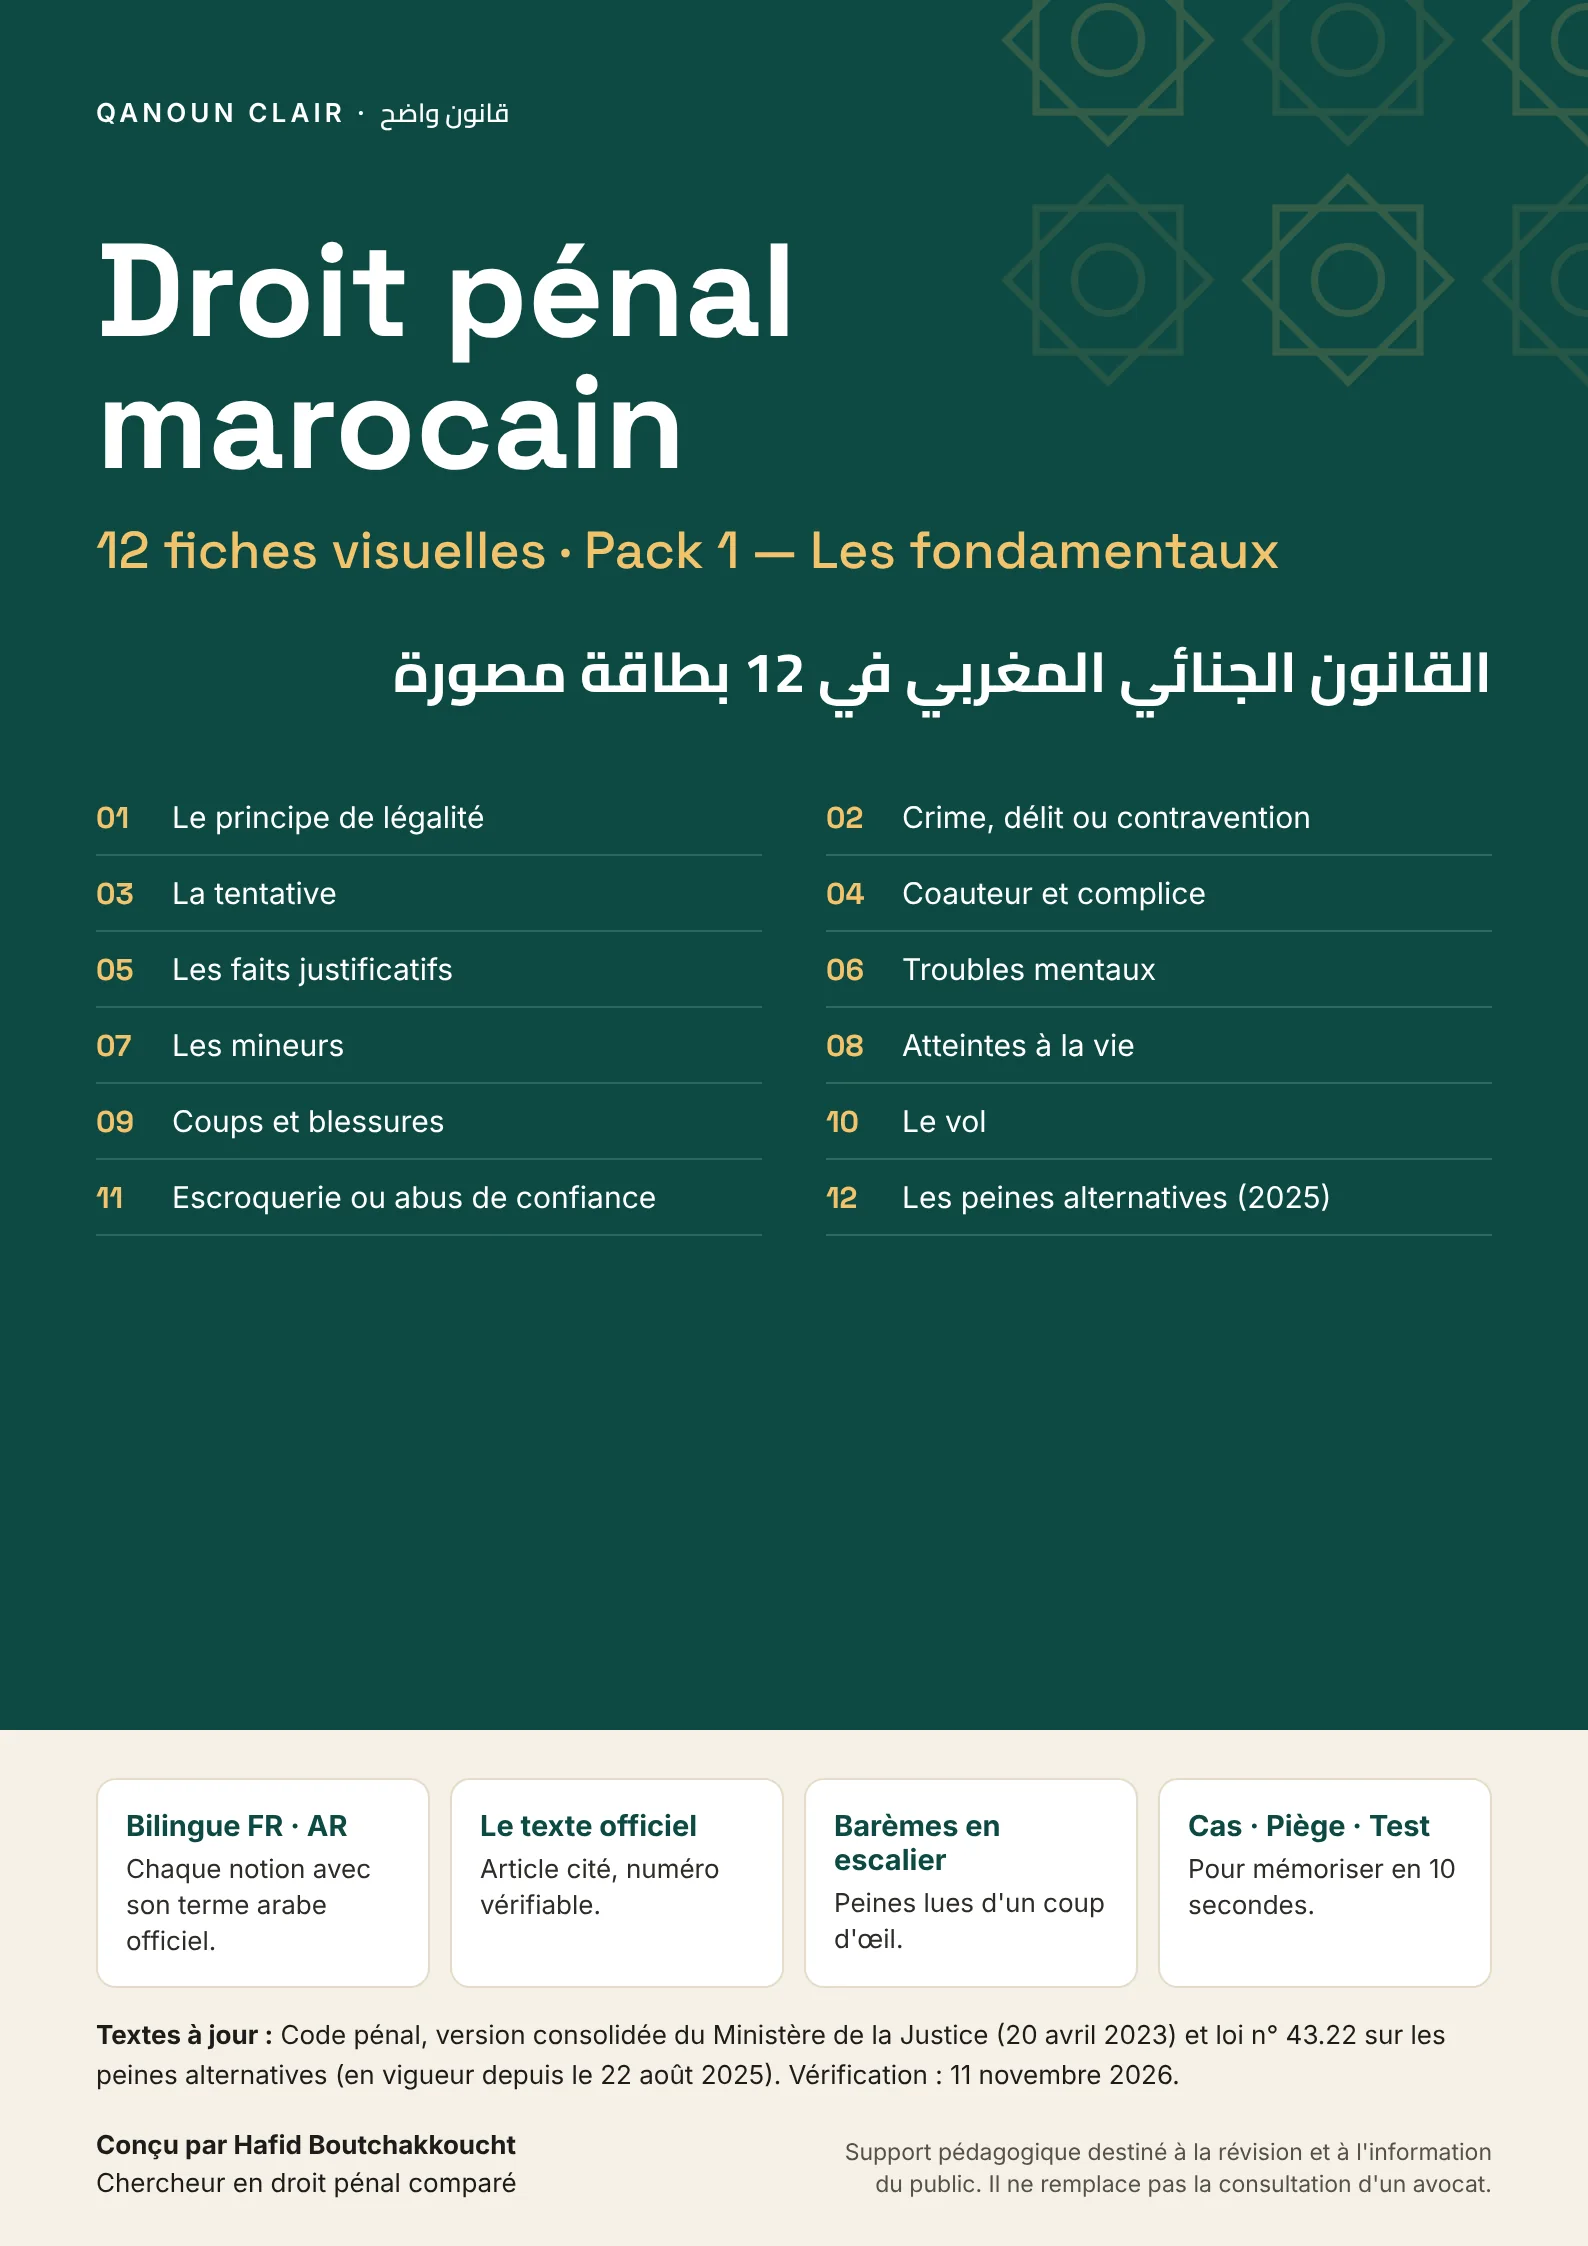 QANOUN CLAIR · قانون واضح
Droit pénal
marocain
12 fiches visuelles · Pack 1 — Les fondamentaux
القانون الجنائي المغربي في 12 بطاقة مصورة
01 Le principe de légalité
02 Crime, délit ou contravention
03 La tentative
04 Coauteur et complice
05 Les faits justificatifs
06 Troubles mentaux
07 Les mineurs
08 Atteintes à la vie
09 Coups et blessures
10 Le vol
11 Escroquerie ou abus de confiance
12 Les peines alternatives (2025)
Bilingue FR · AR
Chaque notion avec
son terme arabe
officiel.
Le texte officiel
Article cité, numéro
vérifiable.
Barèmes en
escalier
Peines lues d'un coup
d'œil.
Cas · Piège · Test
Pour mémoriser en 10
secondes.
Textes à jour : Code pénal, version consolidée du Ministère de la Justice (20 avril 2023) et loi n° 43.22 sur les
peines alternatives (en vigueur depuis le 22 août 2025). Vérification : 11 novembre 2026.
Conçu par Hafid Boutchakkoucht
Chercheur en droit pénal comparé
Support pédagogique destiné à la révision et à l'information
du public. Il ne remplace pas la consultation d'un avocat.